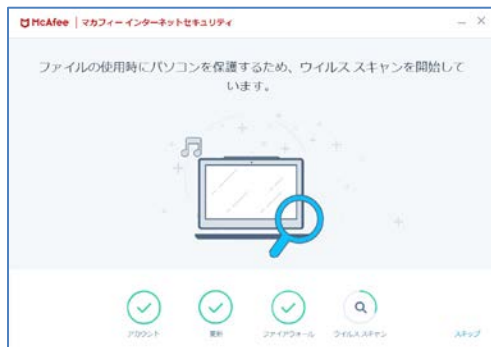 McAfee | マカフィー インターネットセキュリティ
ファイルの使用時にパソコンを保護するため、ウイルス スキャンを開始して
います。
アカウント 更新 ファイアウォール ウイルス スキャン スキップ